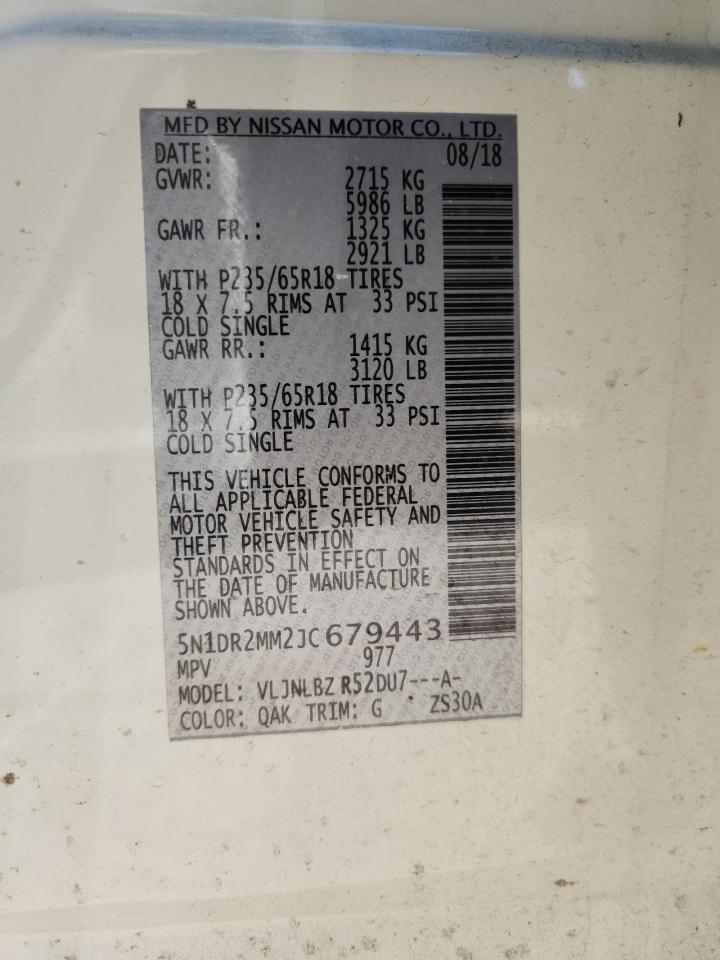 MFD BY NISSAN MOTOR CO., LTD.
DATE: 08/18
GVWR: 2715 KG
5986 LB
GAWR FR.: 1325 KG
2921 LB
WITH P235/65R18 TIRES
18 X 7.5 RIMS AT 33 PSI
COLD SINGLE
GAWR RR.: 1415 KG
3120 LB
WITH P235/65R18 TIRES
18 X 7.5 RIMS AT 33 PSI
COLD SINGLE
THIS VEHICLE CONFORMS TO
ALL APPLICABLE FEDERAL
MOTOR VEHICLE SAFETY AND
THEFT PREVENTION
STANDARDS IN EFFECT ON
THE DATE OF MANUFACTURE
SHOWN ABOVE.
5N1DR2MM2JC679443
MPV 977
MODEL: VLJNLBZ R52DU7---A-
COLOR: QAK TRIM: G ZS30A